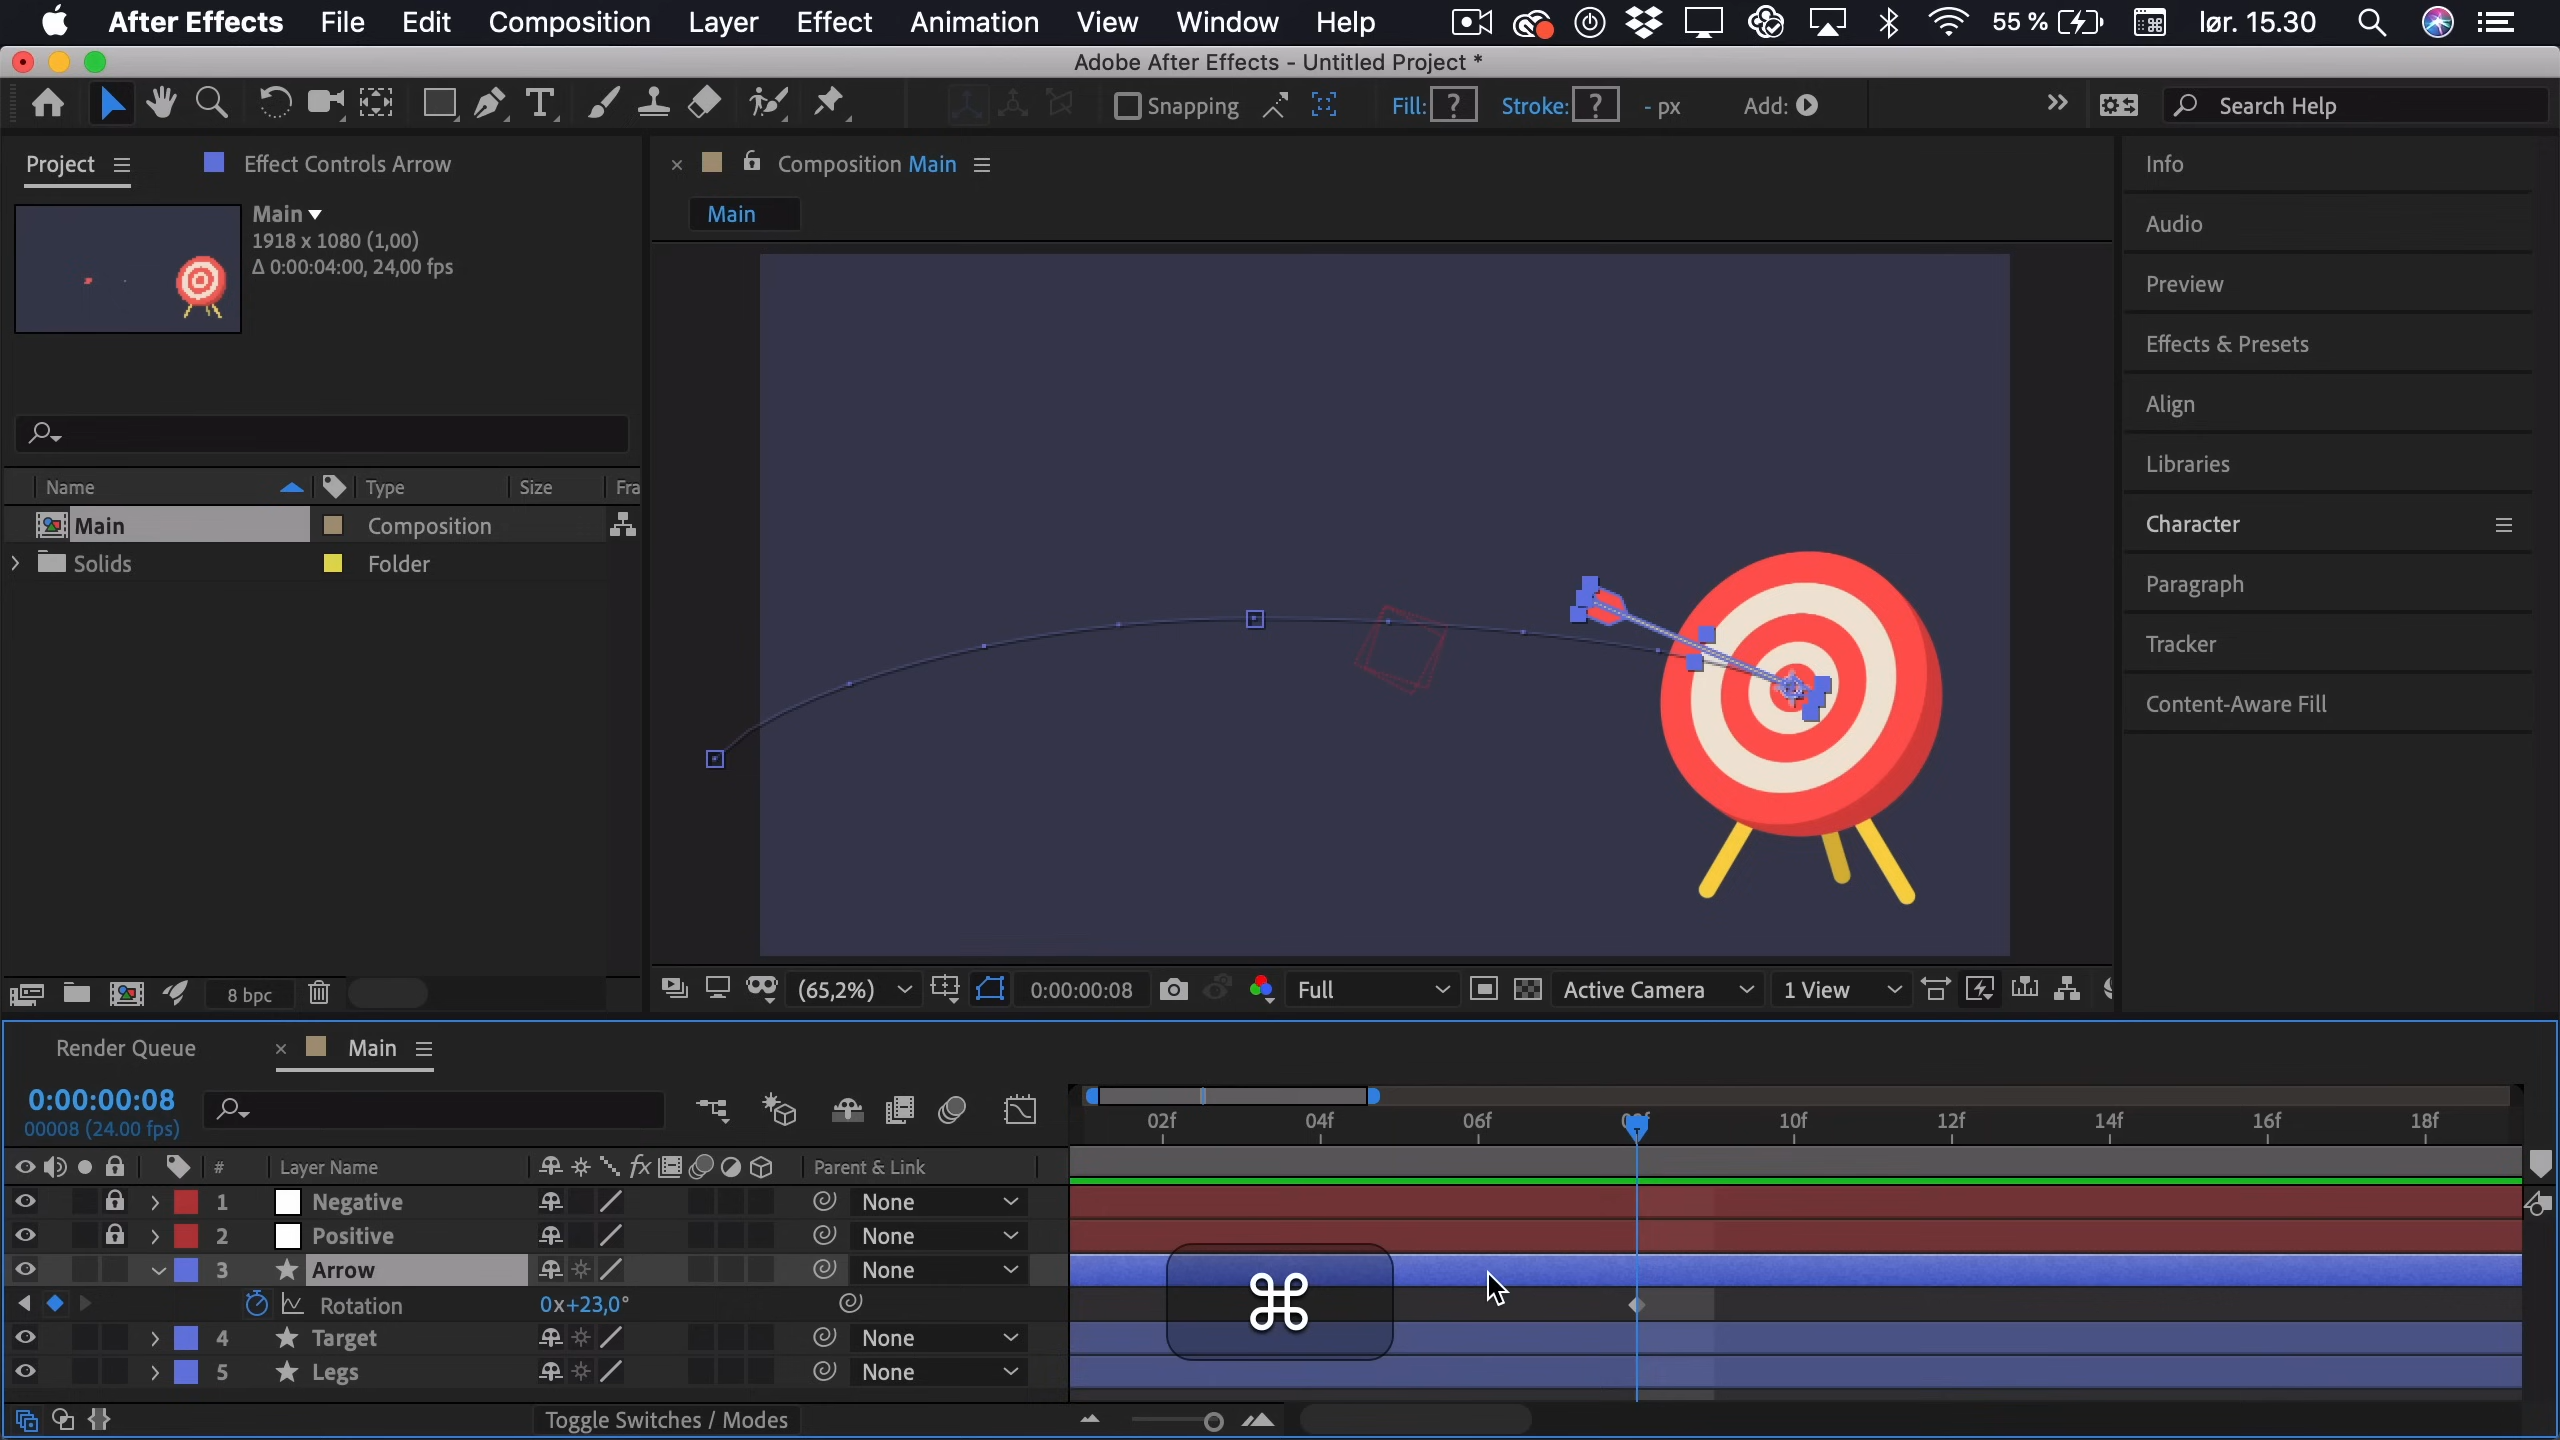 After Effects File Edit Composition Layer Effect Animation View Window Help 55 % lør. 15.30
Adobe After Effects - Untitled Project *
Snapping Fill: ? Stroke: ? - px Add: Search Help
Project Effect Controls Arrow
Composition Main
Main
1918 x 1080 (1,00)
Δ 0:00:04:00, 24,00 fps
Main
Name Type Size Fra
Main Composition
Solids Folder
Info
Audio
Preview
Effects & Presets
Align
Libraries
Character
Paragraph
Tracker
Content-Aware Fill
8 bpc
(65,2%) 0:00:00:08 Full Active Camera 1 View
Render Queue × Main
0:00:00:08
00008 (24.00 fps)
02f 04f 06f 10f 12f 14f 16f 18f
# Layer Name fx Parent & Link
1 Negative None
2 Positive None
3 Arrow None
Rotation 0x+23,0°
4 Target None
5 Legs None
⌘
Toggle Switches / Modes